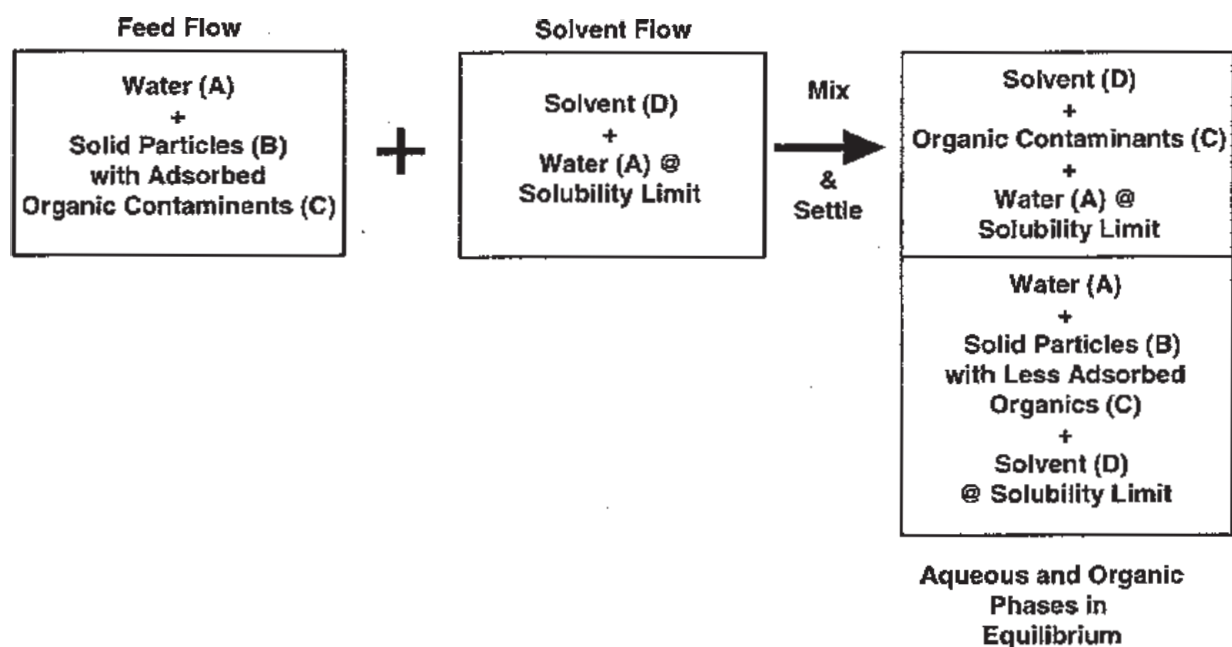 Feed Flow
Water (A)
+
Solid Particles (B)
with Adsorbed
Organic Contaminents (C)
+
Solvent Flow
Solvent (D)
+
Water (A) @
Solubility Limit
Mix
&
Settle
Solvent (D)
+
Organic Contaminants (C)
+
Water (A) @
Solubility Limit
Water (A)
+
Solid Particles (B)
with Less Adsorbed
Organics (C)
+
Solvent (D)
@ Solubility Limit
Aqueous and Organic
Phases in
Equilibrium